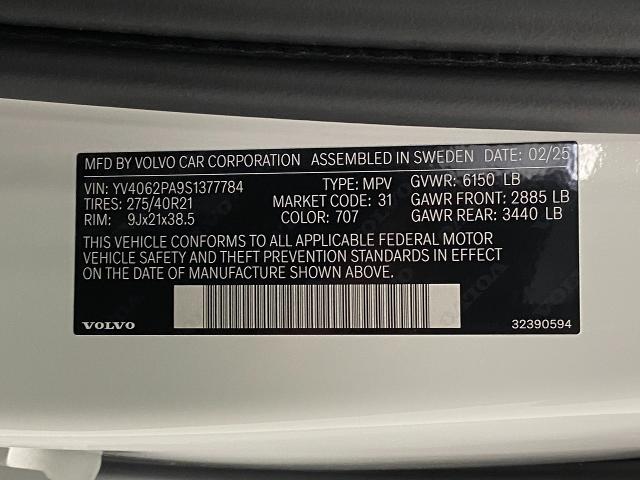 MFD BY VOLVO CAR CORPORATION ASSEMBLED IN SWEDEN DATE: 02/25
VIN: YV4062PA9S1377784 TYPE: MPV GVWR: 6150 LB
TIRES: 275/40R21 MARKET CODE: 31 GAWR FRONT: 2885 LB
RIM: 9Jx21x38.5 COLOR: 707 GAWR REAR: 3440 LB
THIS VEHICLE CONFORMS TO ALL APPLICABLE FEDERAL MOTOR
VEHICLE SAFETY AND THEFT PREVENTION STANDARDS IN EFFECT
ON THE DATE OF MANUFACTURE SHOWN ABOVE.
VOLVO 32390594